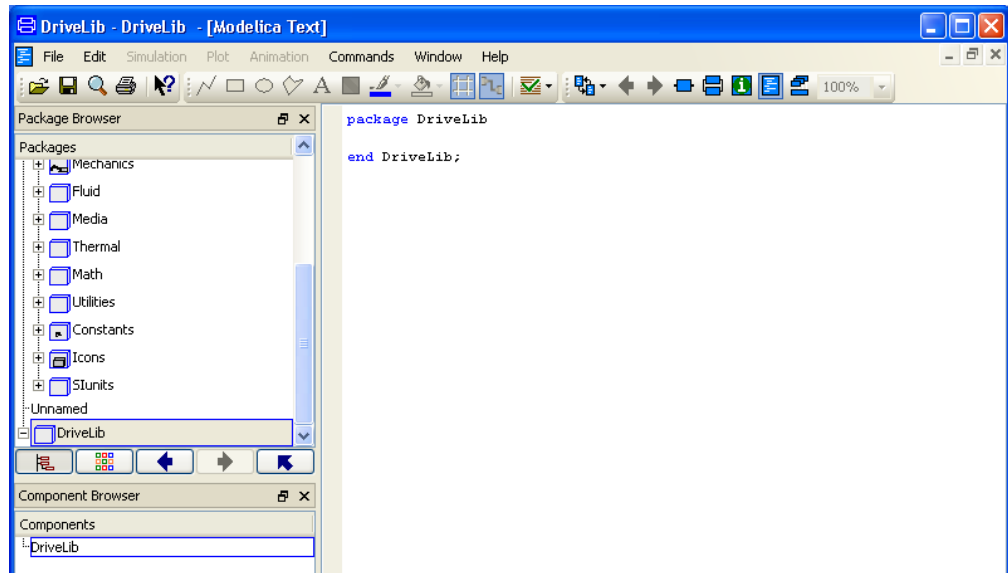 DriveLib - DriveLib - [Modelica Text]
File Edit Simulation Plot Animation Commands Window Help
A 100%
Package Browser
Packages
Mechanics
Fluid
Media
Thermal
Math
Utilities
Constants
Icons
SIunits
Unnamed
DriveLib
Component Browser
Components
DriveLib
package DriveLib
end DriveLib;